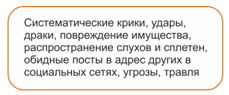 Систематические крики, удары,
драки, повреждение имущества,
распространение слухов и сплетен,
обидные посты в адрес других в
социальных сетях, угрозы, травля